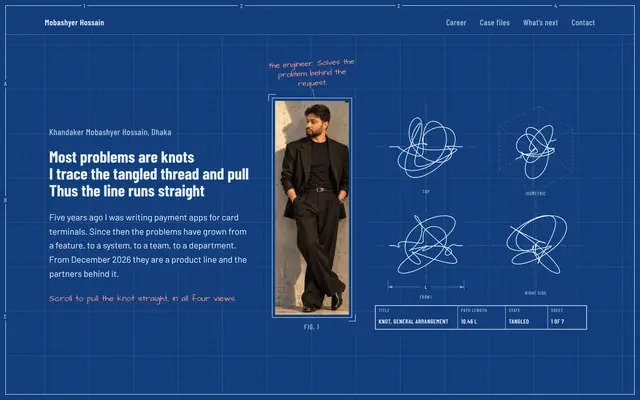 1 2 3 4
Mobashyer Hossain
Career Case files What's next Contact
A
the engineer. Solves the
problem behind the
request.
Khandaker Mobashyer Hossain, Dhaka
Most problems are knots
I trace the tangled thread and pull
Thus the line runs straight
TOP
ISOMETRIC
B
Five years ago I was writing payment apps for card
terminals. Since then the problems have grown from
a feature, to a system, to a team, to a department.
From December 2026 they are a product line and the
partners behind it.
Scroll to pull the knot straight, in all four views.
L
FRONT
RIGHT SIDE
C
FIG. 1
TITLE PATH LENGTH STATE SHEET
KNOT, GENERAL ARRANGEMENT 10.46 L TANGLED 1 OF 7